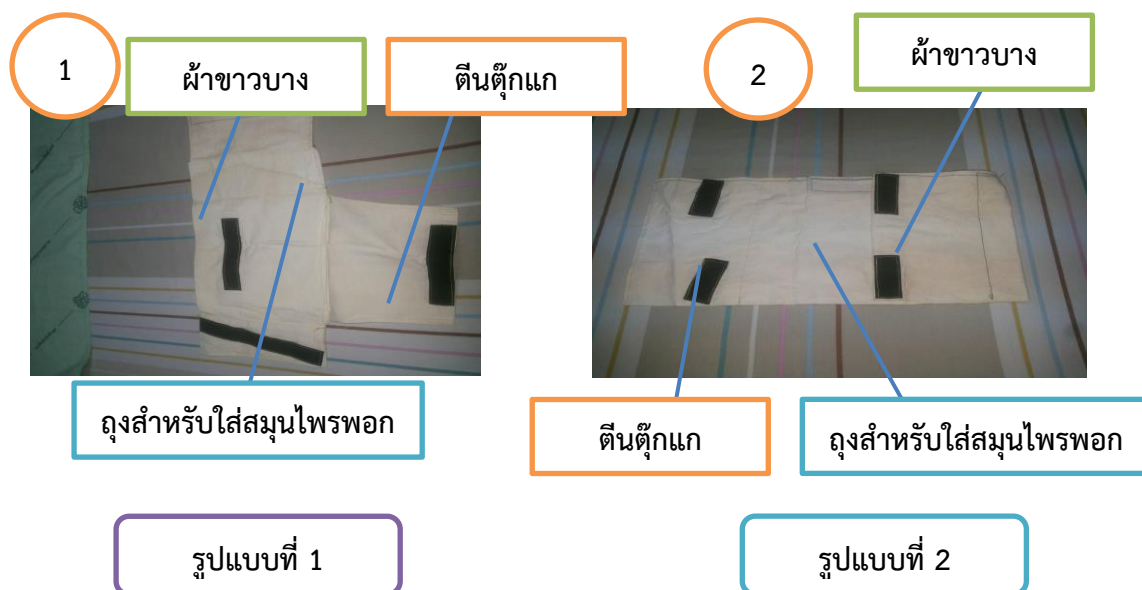 1
ผ้าขาวบาง
ตีนตุ๊กแก
ถุงสำหรับใส่สมุนไพรพอก
รูปแบบที่ 1
2
ผ้าขาวบาง
ตีนตุ๊กแก
ถุงสำหรับใส่สมุนไพรพอก
รูปแบบที่ 2